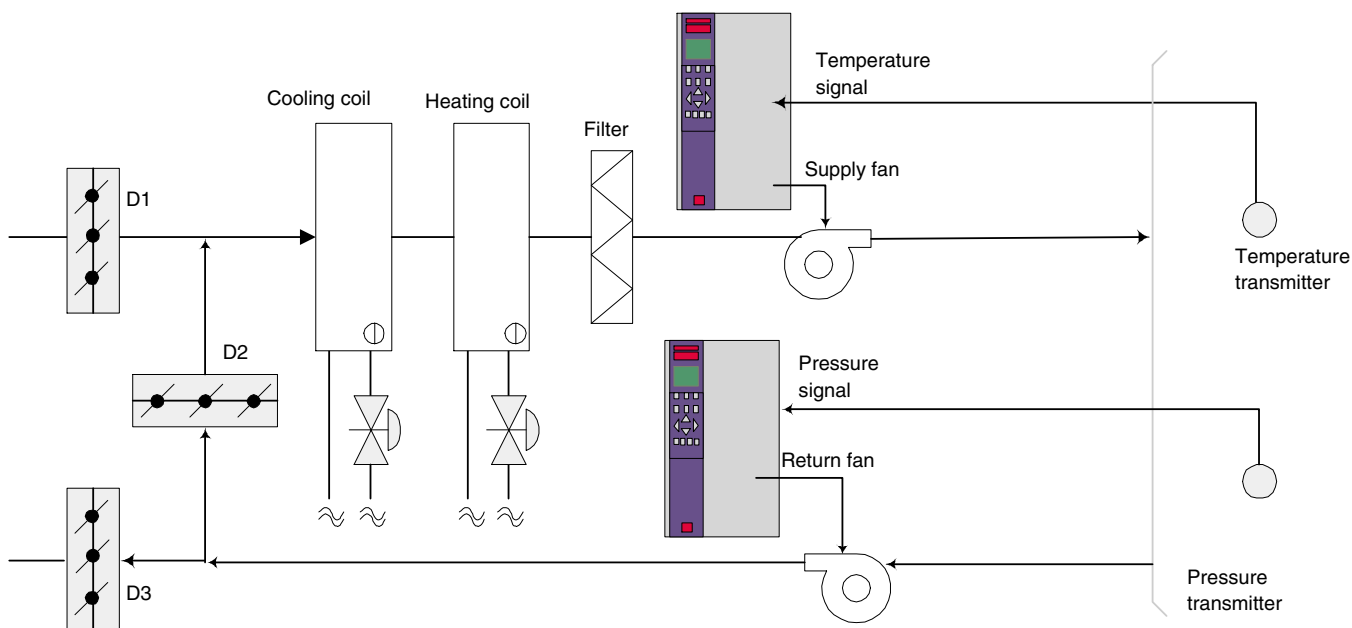 Temperature
signal
Cooling coil
Heating coil
Filter
Supply fan
D1
Temperature
transmitter
D2
Pressure
signal
Return fan
D3
Pressure
transmitter